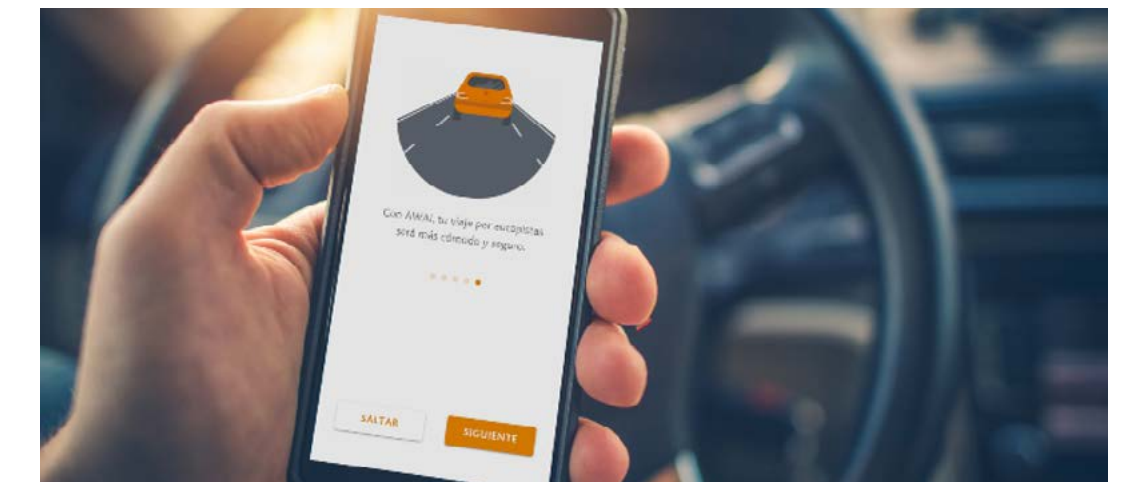 Con AWAI, tu viaje por autopistas
será más cómodo y seguro.
SALTAR
SIGUIENTE